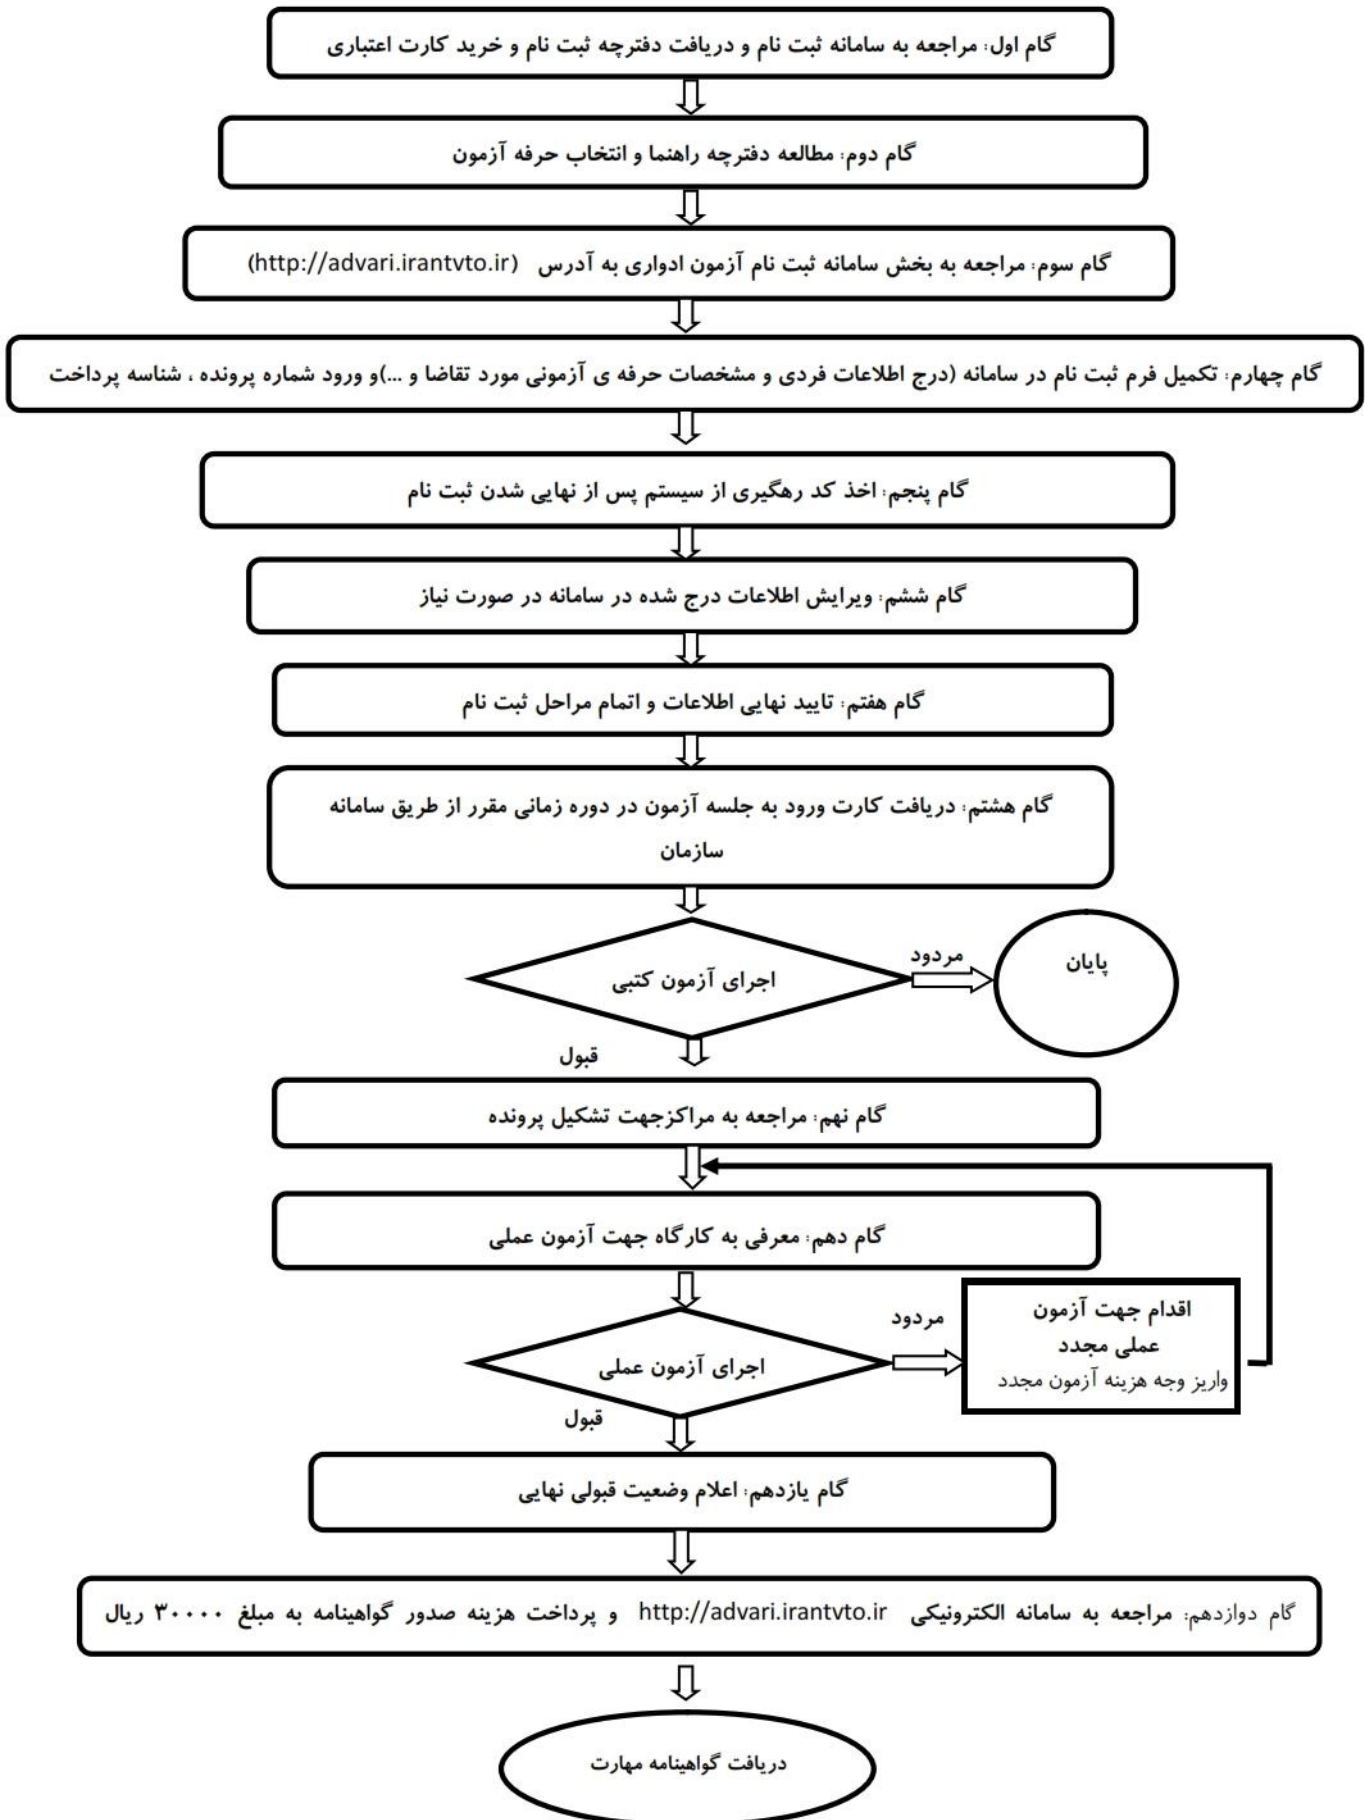 گام اول: مراجعه به سامانه ثبت نام و دریافت دفترچه ثبت نام و خرید کارت اعتباری
گام دوم: مطالعه دفترچه راهنما و انتخاب حرفه آزمون
گام سوم: مراجعه به بخش سامانه ثبت نام آزمون ادواری به آدرس (http://advari.irantvto.ir)
گام چهارم: تکمیل فرم ثبت نام در سامانه (درج اطلاعات فردی و مشخصات حرفه ی آزمونی مورد تقاضا و ...)و ورود شماره پرونده ، شناسه پرداخت
گام پنجم: اخذ کد رهگیری از سیستم پس از نهایی شدن ثبت نام
گام ششم: ویرایش اطلاعات درج شده در سامانه در صورت نیاز
گام هفتم: تایید نهایی اطلاعات و اتمام مراحل ثبت نام
گام هشتم: دریافت کارت ورود به جلسه آزمون در دوره زمانی مقرر از طریق سامانه
سازمان
اجرای آزمون کتبی
مردود
پایان
قبول
گام نهم: مراجعه به مراکزجهت تشکیل پرونده
گام دهم: معرفی به کارگاه جهت آزمون عملی
اجرای آزمون عملی
مردود
اقدام جهت آزمون
عملی مجدد
واریز وجه هزینه آزمون مجدد
قبول
گام یازدهم: اعلام وضعیت قبولی نهایی
گام دوازدهم: مراجعه به سامانه الکترونیکی http://advari.irantvto.ir و پرداخت هزینه صدور گواهینامه به مبلغ ۳۰۰۰۰ ریال
دریافت گواهینامه مهارت